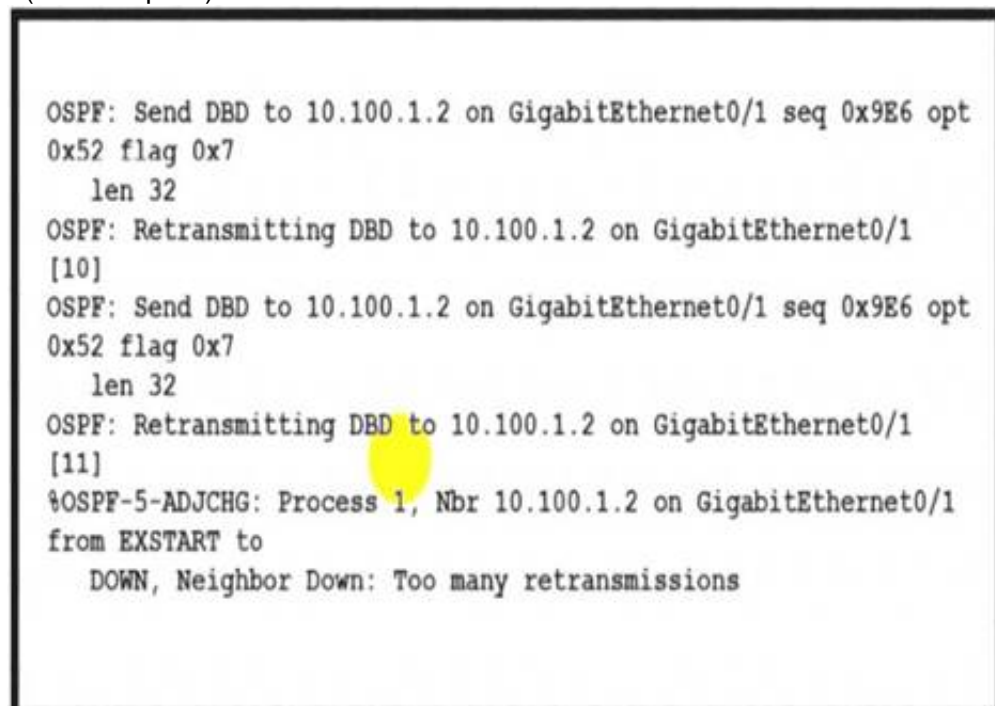 OSPF: Send DBD to 10.100.1.2 on GigabitEthernet0/1 seq 0x9E6 opt
0x52 flag 0x7
len 32
OSPF: Retransmitting DBD to 10.100.1.2 on GigabitEthernet0/1
[10]
OSPF: Send DBD to 10.100.1.2 on GigabitEthernet0/1 seq 0x9E6 opt
0x52 flag 0x7
len 32
OSPF: Retransmitting DBD to 10.100.1.2 on GigabitEthernet0/1
[11]
%OSPF-5-ADJCHG: Process 1, Nbr 10.100.1.2 on GigabitEthernet0/1
from EXSTART to
DOWN, Neighbor Down: Too many retransmissions